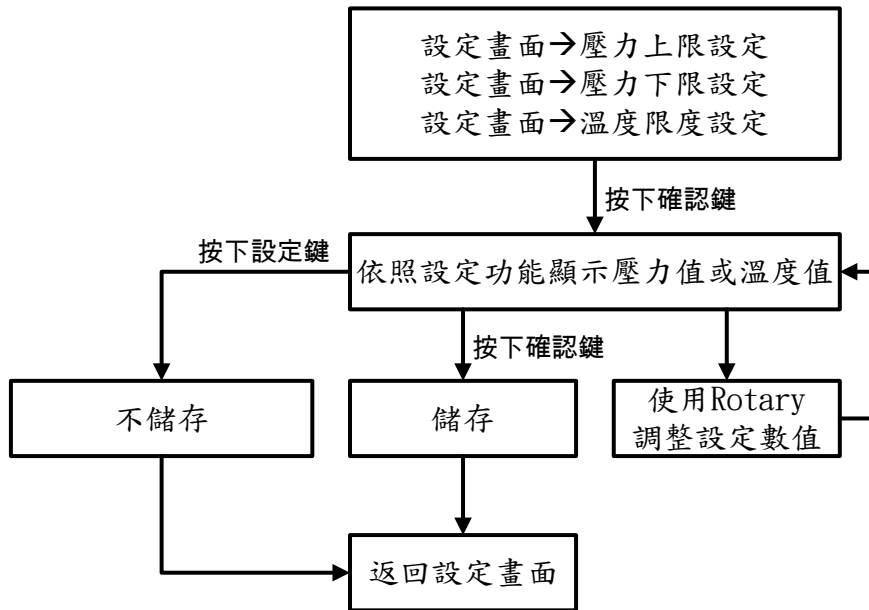 設定畫面→壓力上限設定
設定畫面→壓力下限設定
設定畫面→溫度限度設定
按下確認鍵
按下設定鍵
依照設定功能顯示壓力值或溫度值
按下確認鍵
不儲存
儲存
使用Rotary
調整設定數值
返回設定畫面